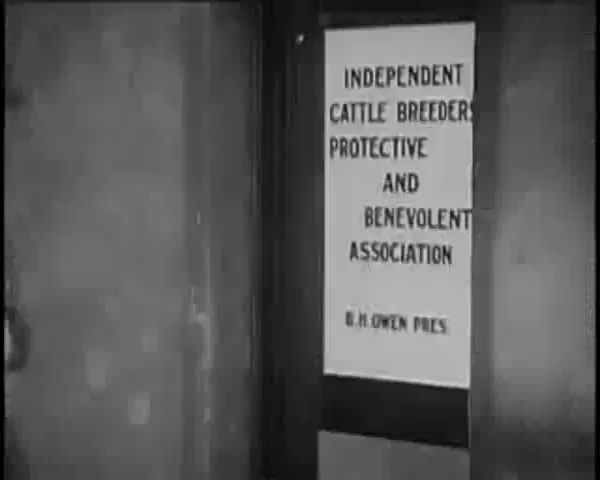 INDEPENDENT
CATTLE BREEDERS
PROTECTIVE
AND
BENEVOLENT
ASSOCIATION
B.H. OWEN PRES.